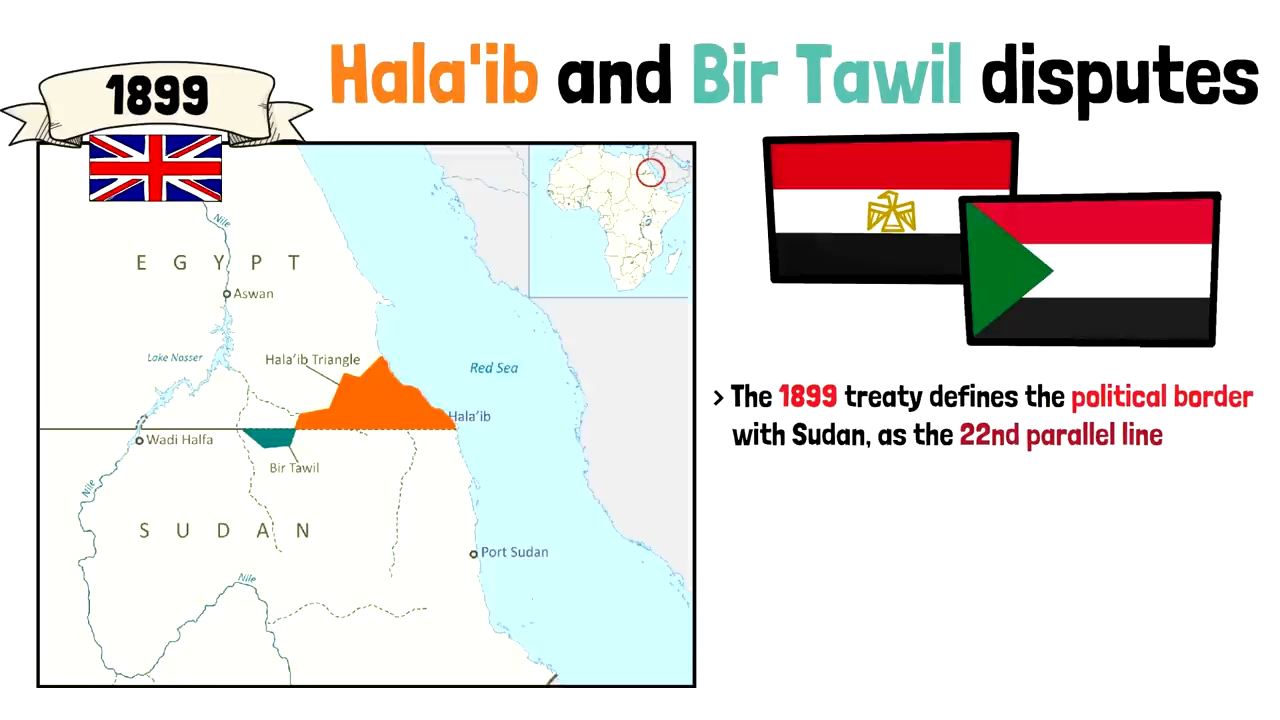 Hala'ib and Bir Tawil disputes
1899
Nile
E G Y P T
Aswan
Lake Nasser
Hala'ib Triangle
Red Sea
Hala'ib
Wadi Halfa
Bir Tawil
Nile
S U D A N
Port Sudan
Nile
> The 1899 treaty defines the political border
with Sudan, as the 22nd parallel line